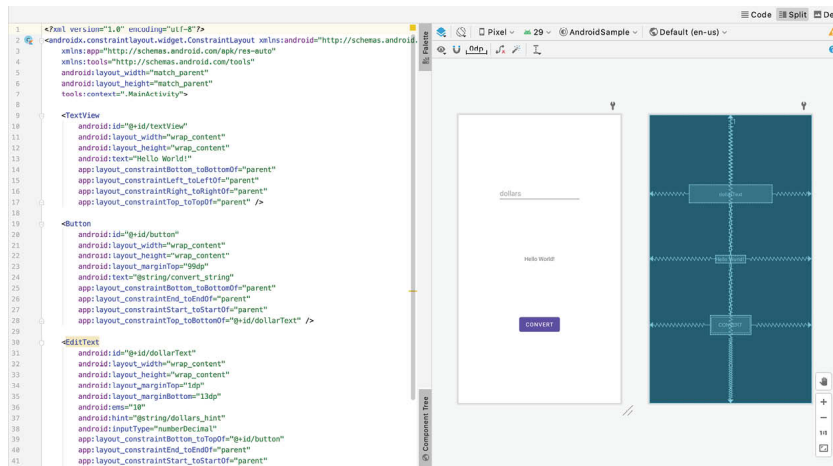 Code Split De
1 <?xml version="1.0" encoding="utf-8"?>
2 <androidx.constraintlayout.widget.ConstraintLayout xmlns:android="http://schemas.android.
3 xmlns:app="http://schemas.android.com/apk/res-auto"
4 xmlns:tools="http://schemas.android.com/tools"
5 android:layout_width="match_parent"
6 android:layout_height="match_parent"
7 tools:context=".MainActivity">
8
9 <TextView
10 android:id="@+id/textView"
11 android:layout_width="wrap_content"
12 android:layout_height="wrap_content"
13 android:text="Hello World!"
14 app:layout_constraintBottom_toBottomOf="parent"
15 app:layout_constraintLeft_toLeftOf="parent"
16 app:layout_constraintRight_toRightOf="parent"
17 app:layout_constraintTop_toTopOf="parent" />
18
19 <Button
20 android:id="@+id/button"
21 android:layout_width="wrap_content"
22 android:layout_height="wrap_content"
23 android:layout_marginTop="99dp"
24 android:text="@string/convert_string"
25 app:layout_constraintBottom_toBottomOf="parent"
26 app:layout_constraintEnd_toEndOf="parent"
27 app:layout_constraintStart_toStartOf="parent"
28 app:layout_constraintTop_toBottomOf="@+id/dollarText" />
29
30 <EditText
31 android:id="@+id/dollarText"
32 android:layout_width="wrap_content"
33 android:layout_height="wrap_content"
34 android:layout_marginTop="1dp"
35 android:layout_marginBottom="13dp"
36 android:ems="10"
37 android:hint="@string/dollars_hint"
38 android:inputType="numberDecimal"
39 app:layout_constraintBottom_toTopOf="@+id/button"
40 app:layout_constraintEnd_toEndOf="parent"
41 app:layout_constraintStart_toStartOf="parent"
Palette
Component Tree
Pixel 29 AndroidSample Default (en-us)
0dp
dollars
Hello World!
CONVERT
Hello World!
CONVERT
1:1